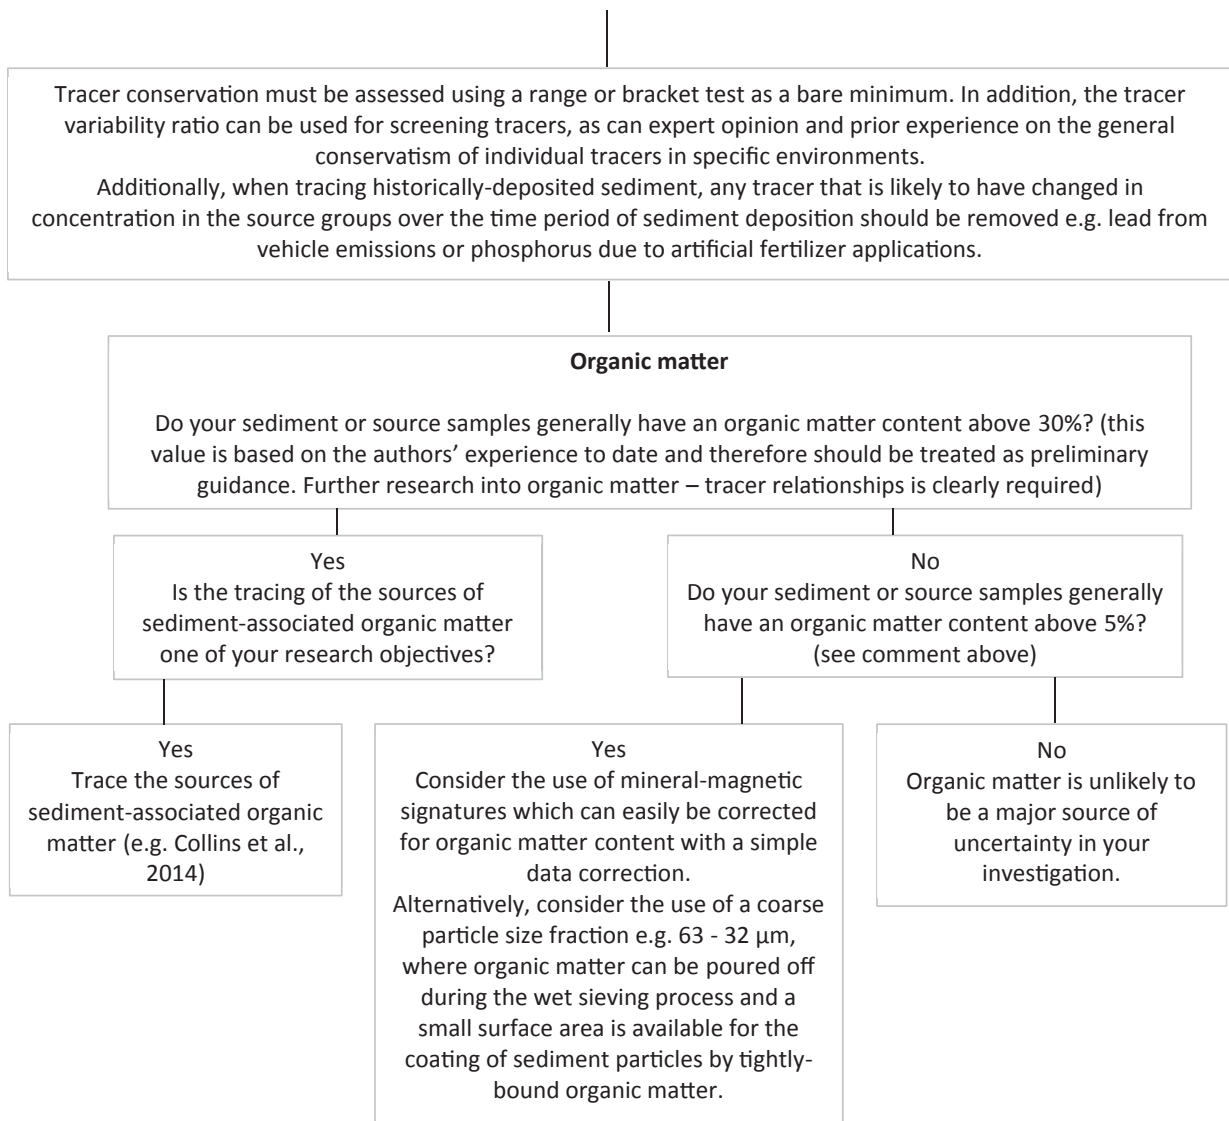 Tracer conservation must be assessed using a range or bracket test as a bare minimum. In addition, the tracer
variability ratio can be used for screening tracers, as can expert opinion and prior experience on the general
conservatism of individual tracers in specific environments.
Additionally, when tracing historically-deposited sediment, any tracer that is likely to have changed in
concentration in the source groups over the time period of sediment deposition should be removed e.g. lead from
vehicle emissions or phosphorus due to artificial fertilizer applications.
Organic matter
Do your sediment or source samples generally have an organic matter content above 30%? (this
value is based on the authors’ experience to date and therefore should be treated as preliminary
guidance. Further research into organic matter – tracer relationships is clearly required)
Yes
Is the tracing of the sources of
sediment-associated organic matter
one of your research objectives?
No
Do your sediment or source samples generally
have an organic matter content above 5%?
(see comment above)
Yes
Trace the sources of
sediment-associated organic
matter (e.g. Collins et al.,
2014)
Yes
Consider the use of mineral-magnetic
signatures which can easily be corrected
for organic matter content with a simple
data correction.
Alternatively, consider the use of a coarse
particle size fraction e.g. 63 - 32 µm,
where organic matter can be poured off
during the wet sieving process and a
small surface area is available for the
coating of sediment particles by tightly-
bound organic matter.
No
Organic matter is unlikely to
be a major source of
uncertainty in your
investigation.